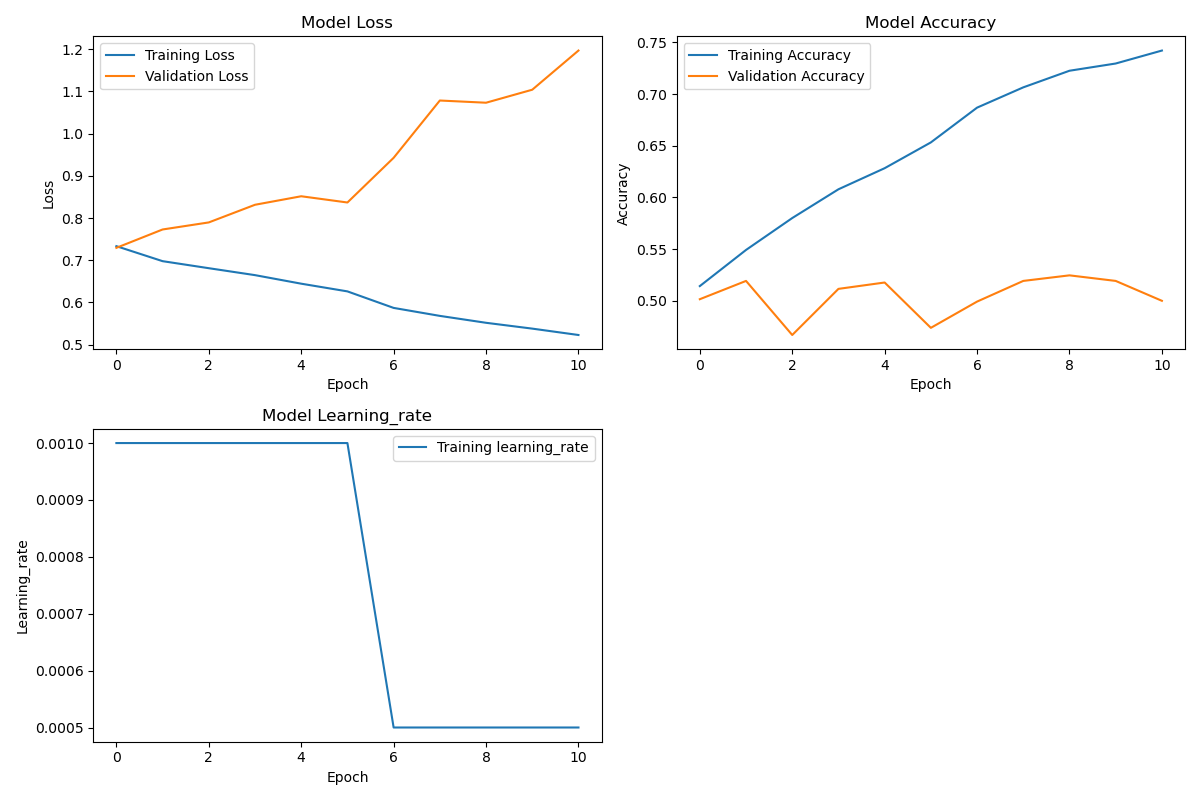 Model Loss
Training Loss
Validation Loss
1.2
1.1
1.0
0.9
0.8
0.7
0.6
0.5
Loss
0 2 4 6 8 10
Epoch
Model Accuracy
Training Accuracy
Validation Accuracy
0.75
0.70
0.65
0.60
0.55
0.50
Accuracy
0 2 4 6 8 10
Epoch
Model Learning_rate
Training learning_rate
0.0010
0.0009
0.0008
0.0007
0.0006
0.0005
Learning_rate
0 2 4 6 8 10
Epoch